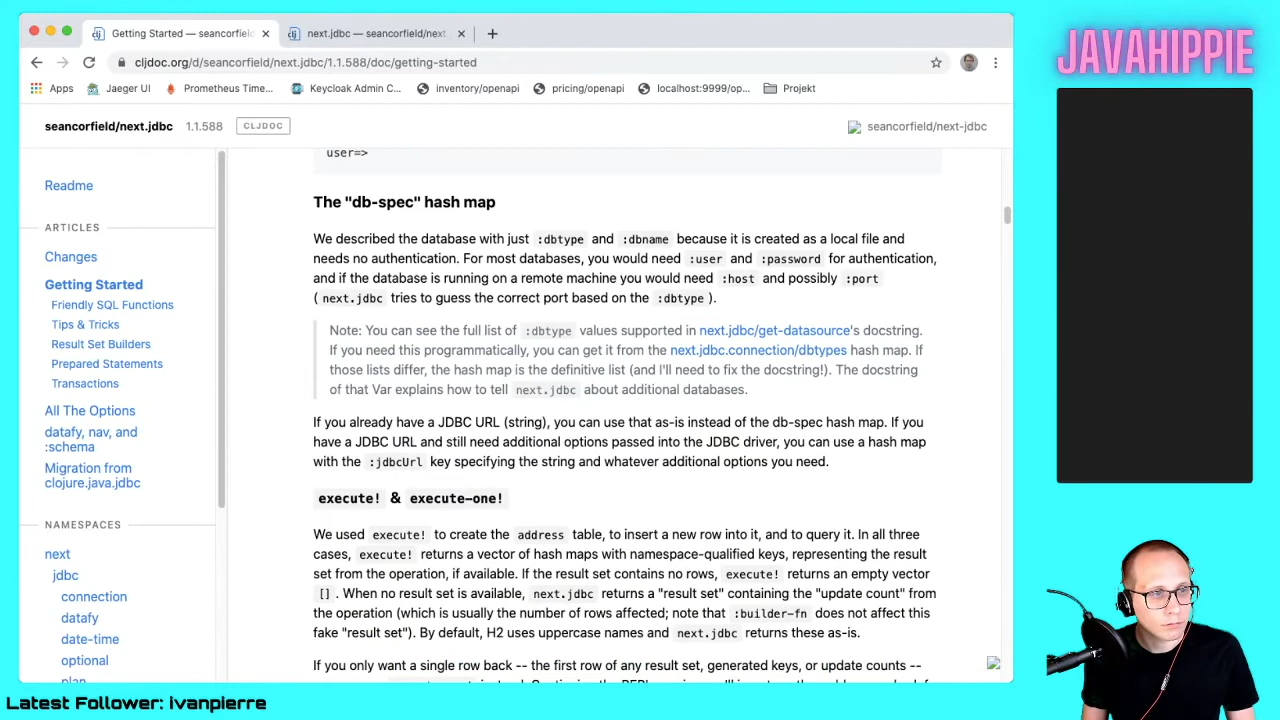 Getting Started — seancorfiel
next.jdbc — seancorfield/next.
cljdoc.org/d/seancorfield/next.jdbc/1.1.588/doc/getting-started
Apps
Jaeger UI
Prometheus Time...
Keycloak Admin C...
inventory/openapi
pricing/openapi
localhost:9999/op...
Projekt
JAVAHIPPIE
seancorfield/next.jdbc 1.1.588 CLJDOC
seancorfield/next-jdbc
Readme
ARTICLES
Changes
Getting Started
Friendly SQL Functions
Tips & Tricks
Result Set Builders
Prepared Statements
Transactions
All The Options
datafy, nav, and
:schema
Migration from
clojure.java.jdbc
NAMESPACES
next
jdbc
connection
datafy
date-time
optional
plan
user=>
The "db-spec" hash map
We described the database with just :dbtype and :dbname because it is created as a local file and
needs no authentication. For most databases, you would need :user and :password for authentication,
and if the database is running on a remote machine you would need :host and possibly :port
( next.jdbc tries to guess the correct port based on the :dbtype ).
Note: You can see the full list of :dbtype values supported in next.jdbc/get-datasource's docstring.
If you need this programmatically, you can get it from the next.jdbc.connection/dbtypes hash map. If
those lists differ, the hash map is the definitive list (and I'll need to fix the docstring!). The docstring
of that Var explains how to tell next.jdbc about additional databases.
If you already have a JDBC URL (string), you can use that as-is instead of the db-spec hash map. If you
have a JDBC URL and still need additional options passed into the JDBC driver, you can use a hash map
with the :jdbcUrl key specifying the string and whatever additional options you need.
execute! & execute-one!
We used execute! to create the address table, to insert a new row into it, and to query it. In all three
cases, execute! returns a vector of hash maps with namespace-qualified keys, representing the result
set from the operation, if available. If the result set contains no rows, execute! returns an empty vector
[] . When no result set is available, next.jdbc returns a "result set" containing the "update count" from
the operation (which is usually the number of rows affected; note that :builder-fn does not affect this
fake "result set"). By default, H2 uses uppercase names and next.jdbc returns these as-is.
If you only want a single row back -- the first row of any result set, generated keys, or update counts --
Latest Follower: ivanpierre